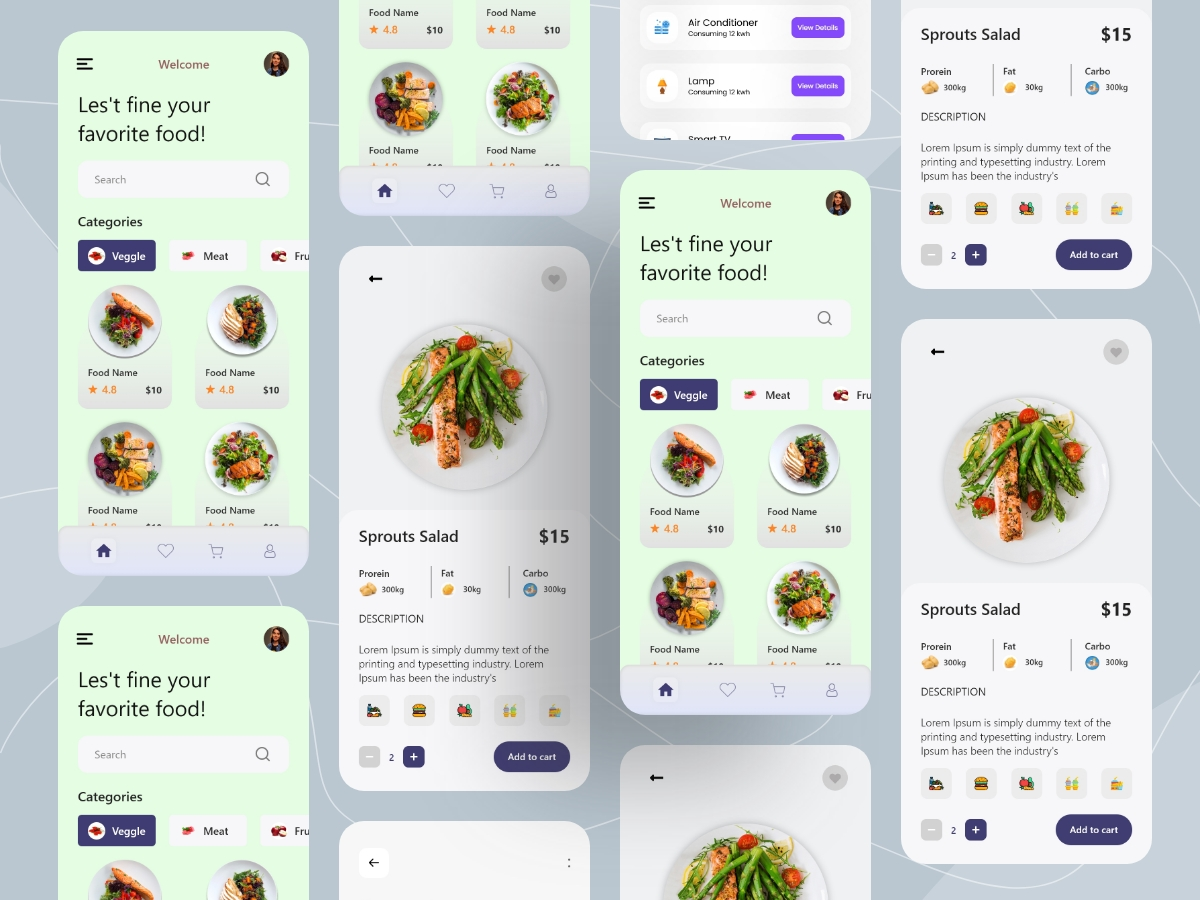 Welcome
Les't fine your
favorite food!
Search
Categories
Veggle
Meat
Fru
Food Name
4.8
$10
Food Name
4.8
$10
Food Name
Food Name
Welcome
Les't fine your
favorite food!
Search
Categories
Veggle
Meat
Fru
Food Name
4.8
$10
Food Name
4.8
$10
Food Name
Food Name
Sprouts Salad
$15
Prorein
300kg
Fat
30kg
Carbo
300kg
DESCRIPTION
Lorem Ipsum is simply dummy text of the
printing and typesetting industry. Lorem
Ipsum has been the industry's
2
Add to cart
Air Conditioner
Consuming 12 kwh
View Details
Lamp
Consuming 12 kwh
View Details
Smart TV
Welcome
Les't fine your
favorite food!
Search
Categories
Veggle
Meat
Fru
Food Name
4.8
$10
Food Name
4.8
$10
Food Name
Food Name
Sprouts Salad
$15
Prorein
300kg
Fat
30kg
Carbo
300kg
DESCRIPTION
Lorem Ipsum is simply dummy text of the
printing and typesetting industry. Lorem
Ipsum has been the industry's
2
Add to cart
Sprouts Salad
$15
Prorein
300kg
Fat
30kg
Carbo
300kg
DESCRIPTION
Lorem Ipsum is simply dummy text of the
printing and typesetting industry. Lorem
Ipsum has been the industry's
2
Add to cart